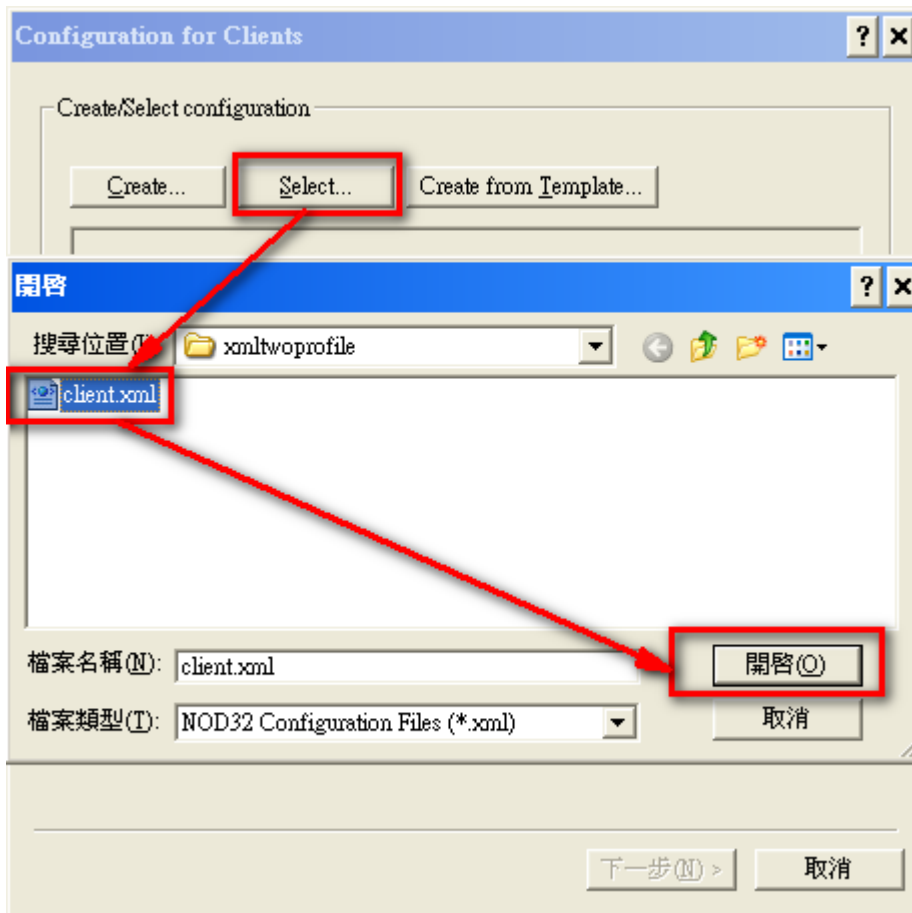 Configuration for Clients
Create/Select configuration
Create...
Select...
Create from Template...
開啓
搜尋位置(I):
xmltwoprofile
client.xml
檔案名稱(N):
client.xml
開啓(O)
檔案類型(T):
NOD32 Configuration Files (*.xml)
取消
下一步(N) >
取消